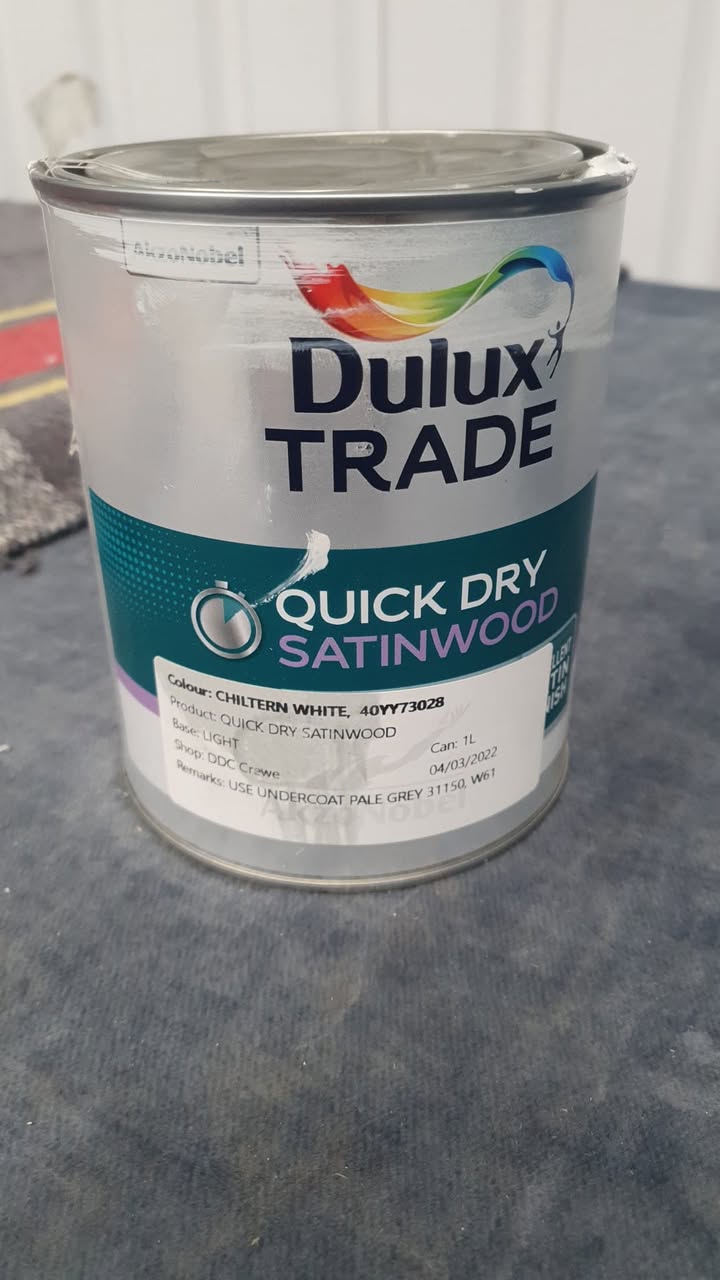 AkzoNobel
Dulux
TRADE
QUICK DRY
SATINWOOD
Colour: CHILTERN WHITE, 40YY73028
Product: QUICK DRY SATINWOOD
Base: LIGHT
Can: 1L
Shop: DDC Crewe
04/03/2022
Remarks: USE UNDERCOAT PALE GREY 31150, W61
AkzoNobel